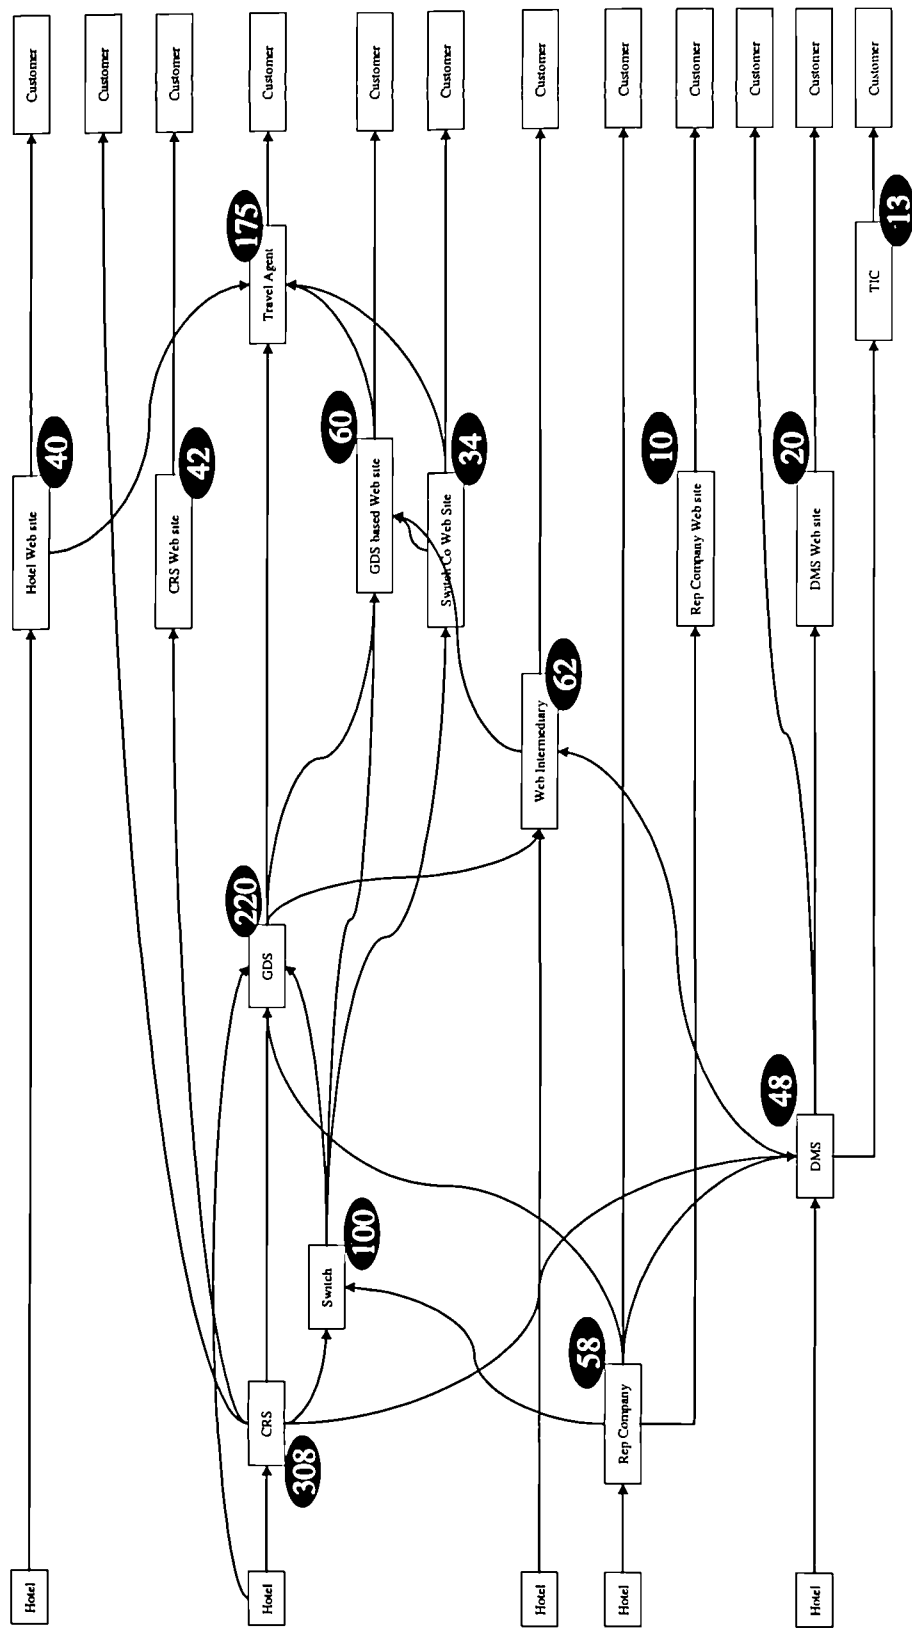 Hotel
Hotel Web site
40
Customer
Customer
CRS Web site
42
Customer
Hotel
CRS
308
GDS
220
Travel Agent
175
Customer
Switch
100
GDS based Web site
60
Customer
Switch Co Web Site
34
Customer
Hotel
Web Intermediary
62
Customer
Hotel
Rep Company
58
Customer
Rep Company Web site
10
Customer
Customer
Hotel
DMS
48
DMS Web site
20
Customer
TIC
13
Customer